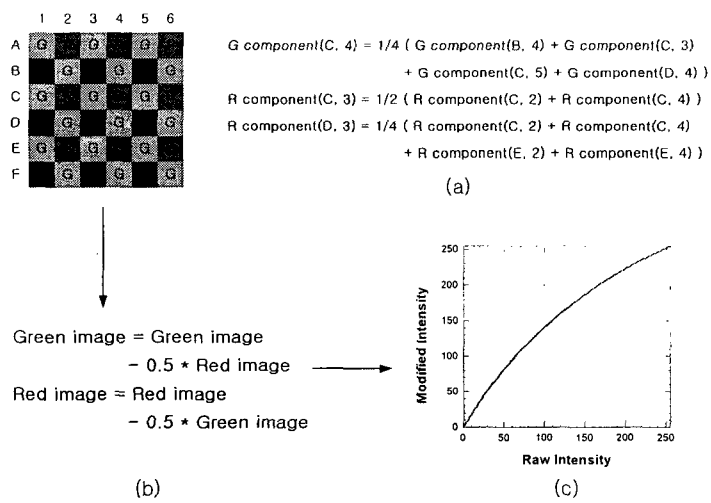 1 2 3 4 5 6
A G G G
B G G G
C G G G
D G G G
E G G G
F G G G
G component(C, 4) = 1/4 ( G component(B, 4) + G component(C, 3)
+ G component(C, 5) + G component(D, 4) )
R component(C, 3) = 1/2 ( R component(C, 2) + R component(C, 4) )
R component(D, 3) = 1/4 ( R component(C, 2) + R component(C, 4)
+ R component(E, 2) + R component(E, 4) )
(a)
Green image = Green image
- 0.5 * Red image
Red image = Red image
- 0.5 * Green image
(b)
Modified Intensity
250
200
150
100
50
0
0 50 100 150 200 250
Raw Intensity
(c)